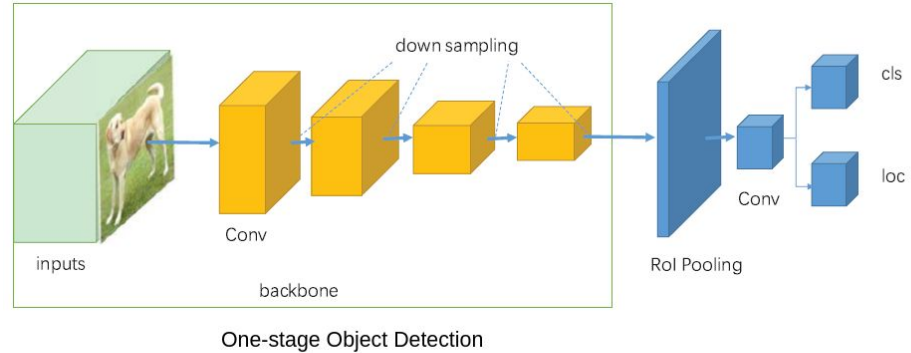 down sampling
cls
loc
Conv
Conv
inputs
RoI Pooling
backbone
One-stage Object Detection